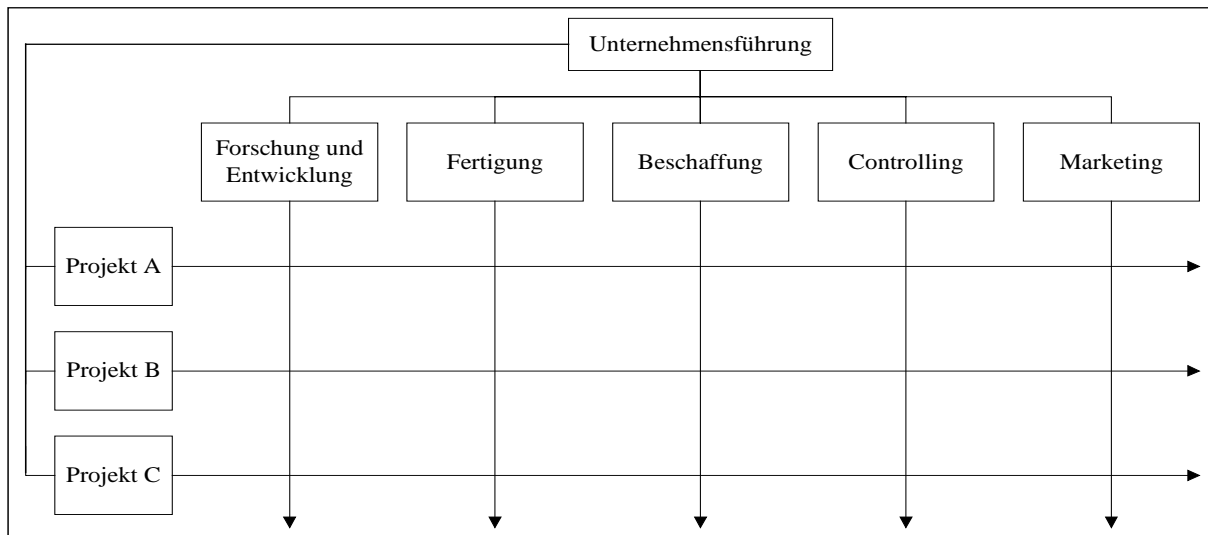 Unternehmensführung
Forschung und
Entwicklung
Fertigung
Beschaffung
Controlling
Marketing
Projekt A
Projekt B
Projekt C